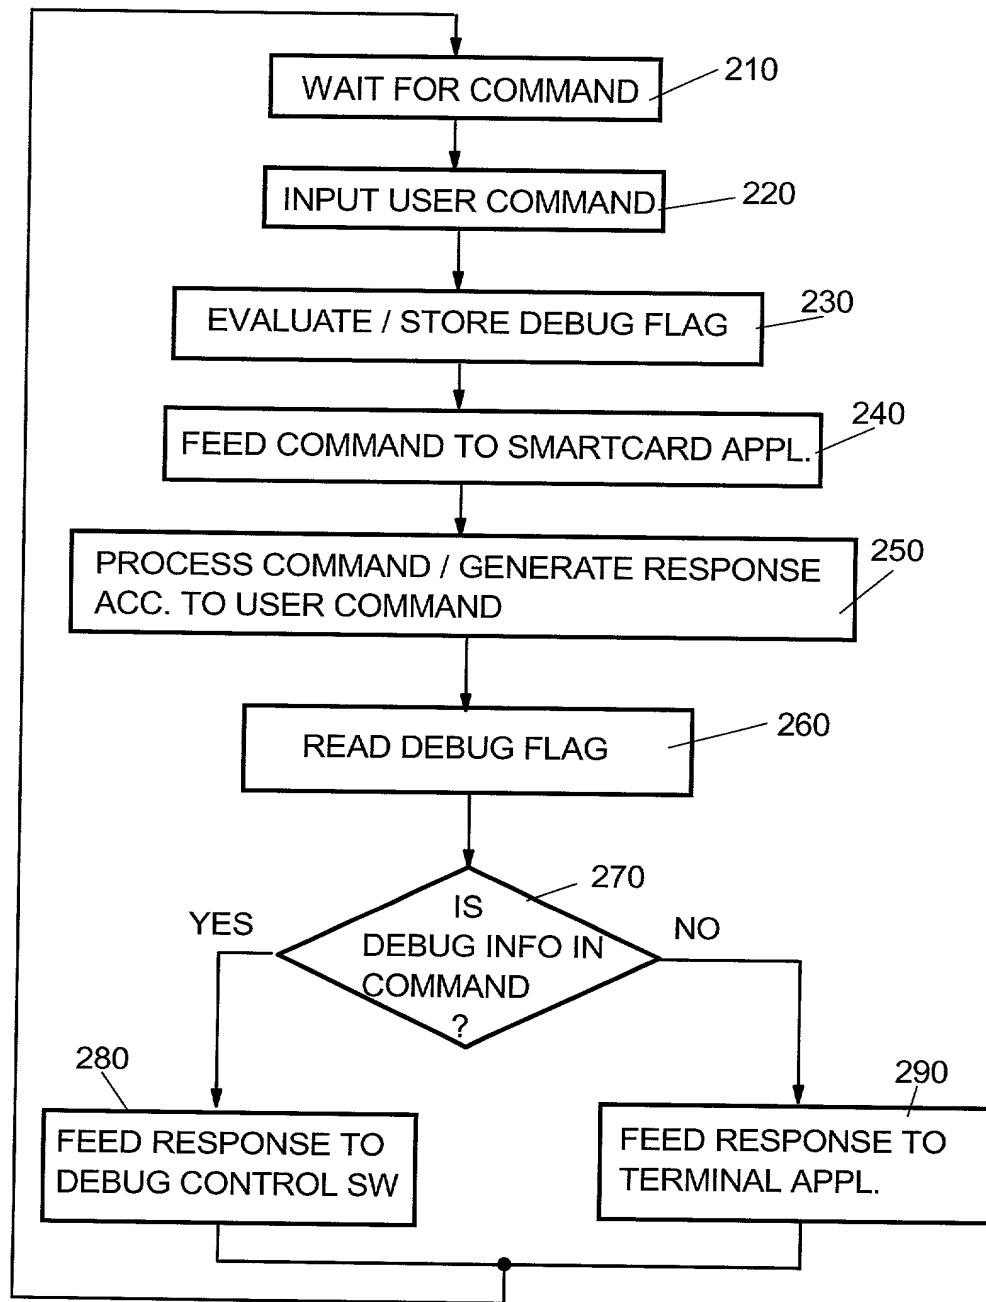 WAIT FOR COMMAND
210
INPUT USER COMMAND
220
EVALUATE / STORE DEBUG FLAG
230
FEED COMMAND TO SMARTCARD APPL.
240
PROCESS COMMAND / GENERATE RESPONSE
ACC. TO USER COMMAND
250
READ DEBUG FLAG
260
IS
DEBUG INFO IN
COMMAND
?
270
YES
NO
280
FEED RESPONSE TO
DEBUG CONTROL SW
290
FEED RESPONSE TO
TERMINAL APPL.